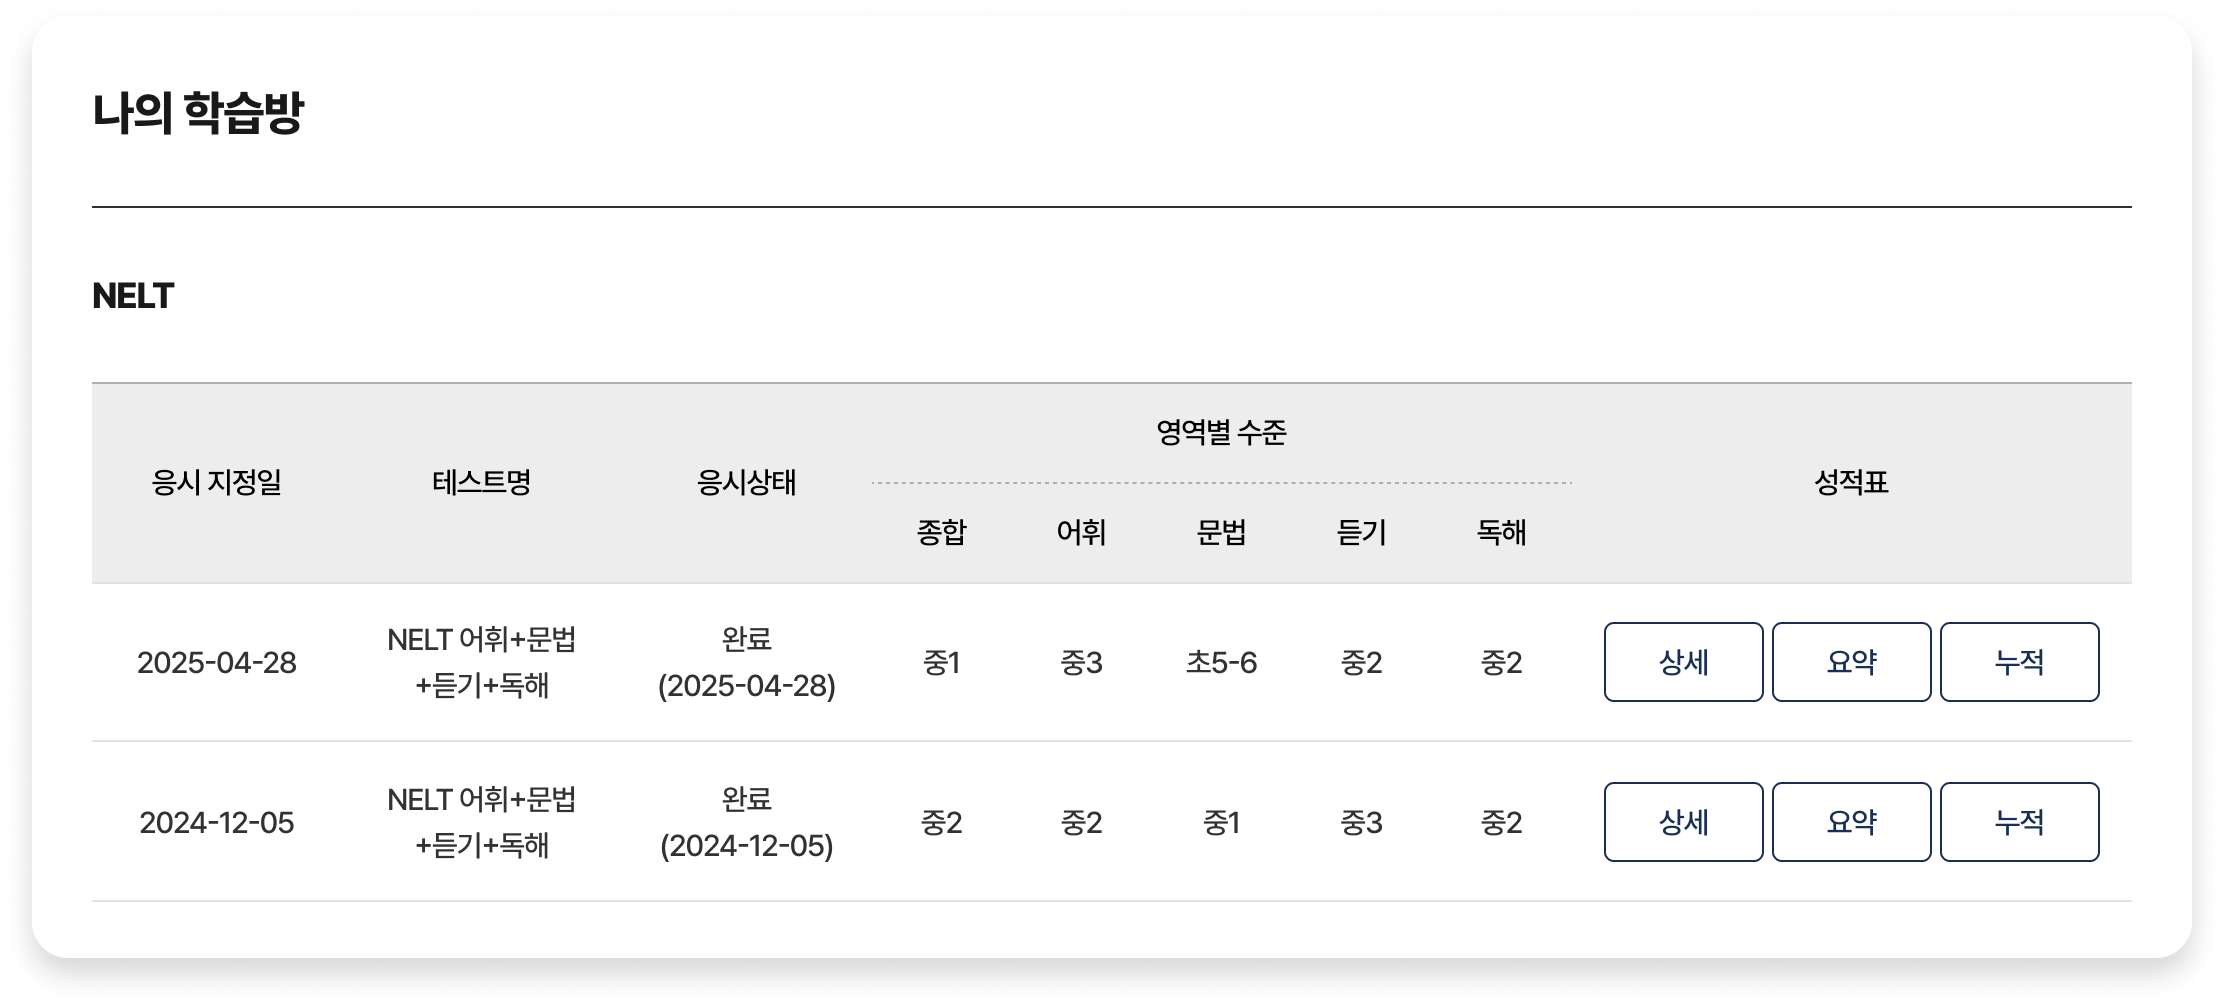 나의 학습방
NELT
응시 지정일 테스트명 응시상태 영역별 수준 성적표
종합 어휘 문법 듣기 독해
2025-04-28 NELT 어휘+문법 +듣기+독해 완료 (2025-04-28) 중1 중3 초5-6 중2 중2 상세 요약 누적
2024-12-05 NELT 어휘+문법 +듣기+독해 완료 (2024-12-05) 중2 중2 중1 중3 중2 상세 요약 누적